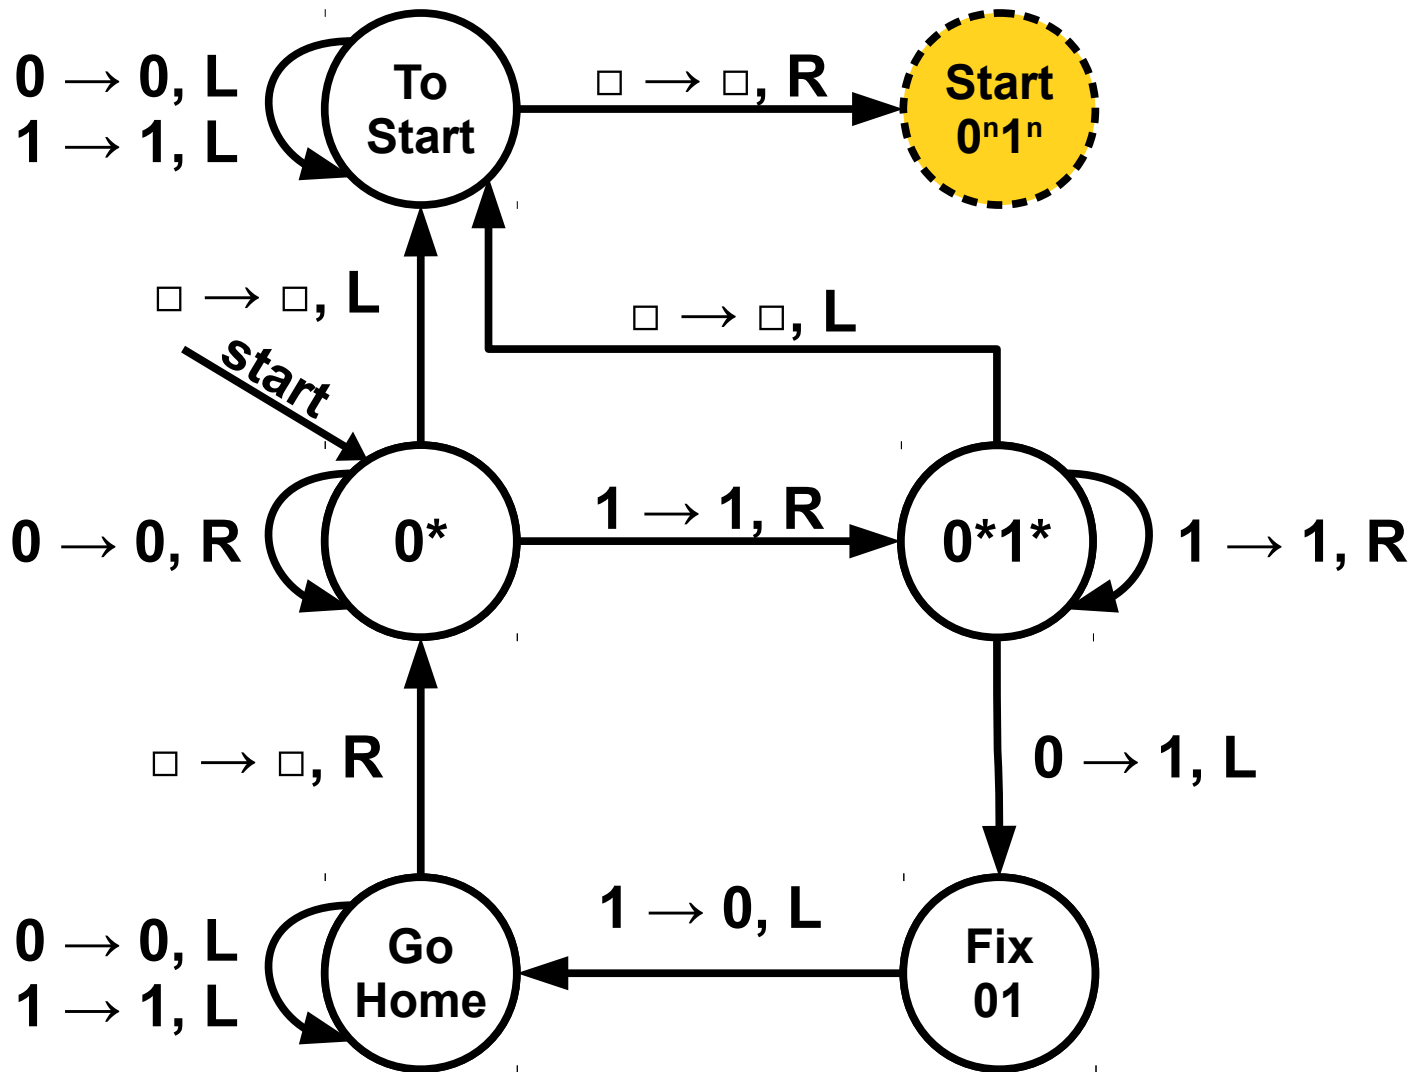 0 → 0, L
1 → 1, L
To
Start
□ → □, R
Start
0ⁿ1ⁿ
□ → □, L
□ → □, L
start
0 → 0, R
0*
1 → 1, R
0*1*
1 → 1, R
□ → □, R
0 → 1, L
0 → 0, L
1 → 1, L
Go
Home
1 → 0, L
Fix
01